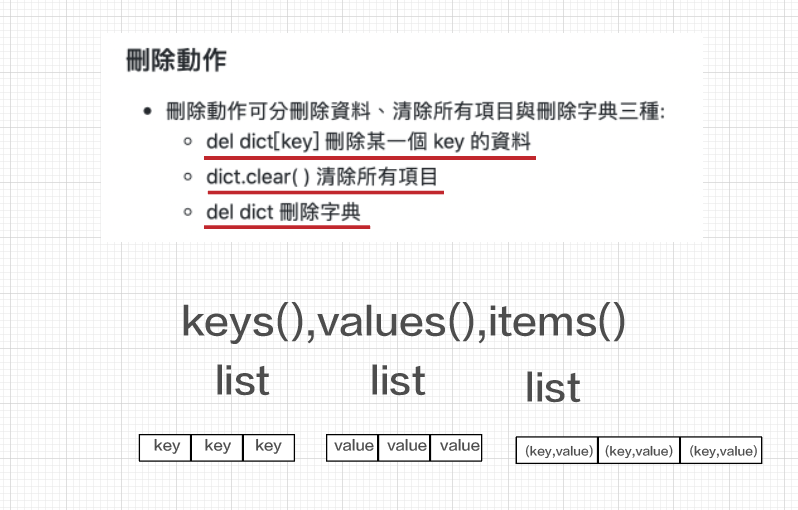 刪除動作
刪除動作可分刪除資料、清除所有項目與刪除字典三種:
del dict[key] 刪除某一個 key 的資料
dict.clear( ) 清除所有項目
del dict 刪除字典
keys(),values(),items()
list list list
key key key value value value (key,value) (key,value) (key,value)